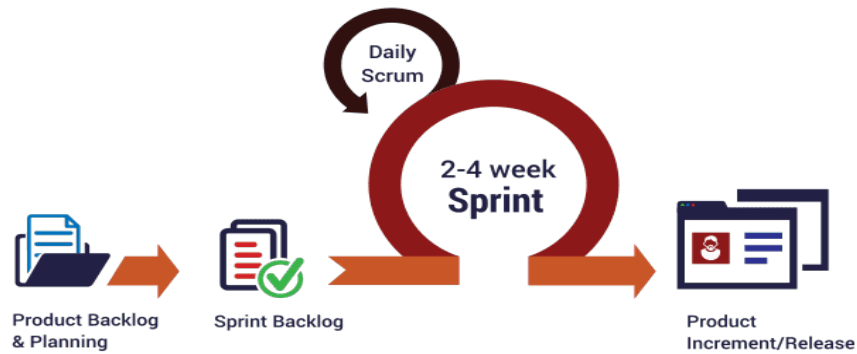 Daily
Scrum
2-4 week
Sprint
Product Backlog
& Planning
Sprint Backlog
Product
Increment/Release